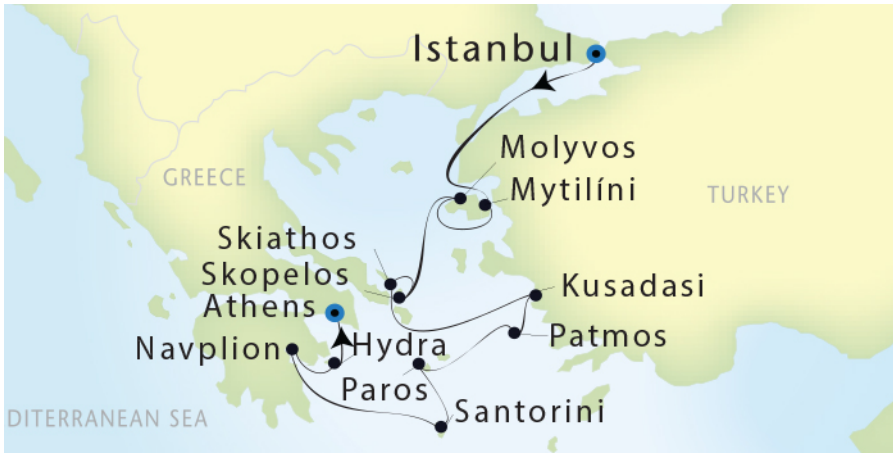 Istanbul
Molyvos
GREECE
Mytilíni
TURKEY
Skiathos
Skopelos
Kusadasi
Athens
Patmos
Navplion
Hydra
Paros
Santorini
DITERRANEAN SEA